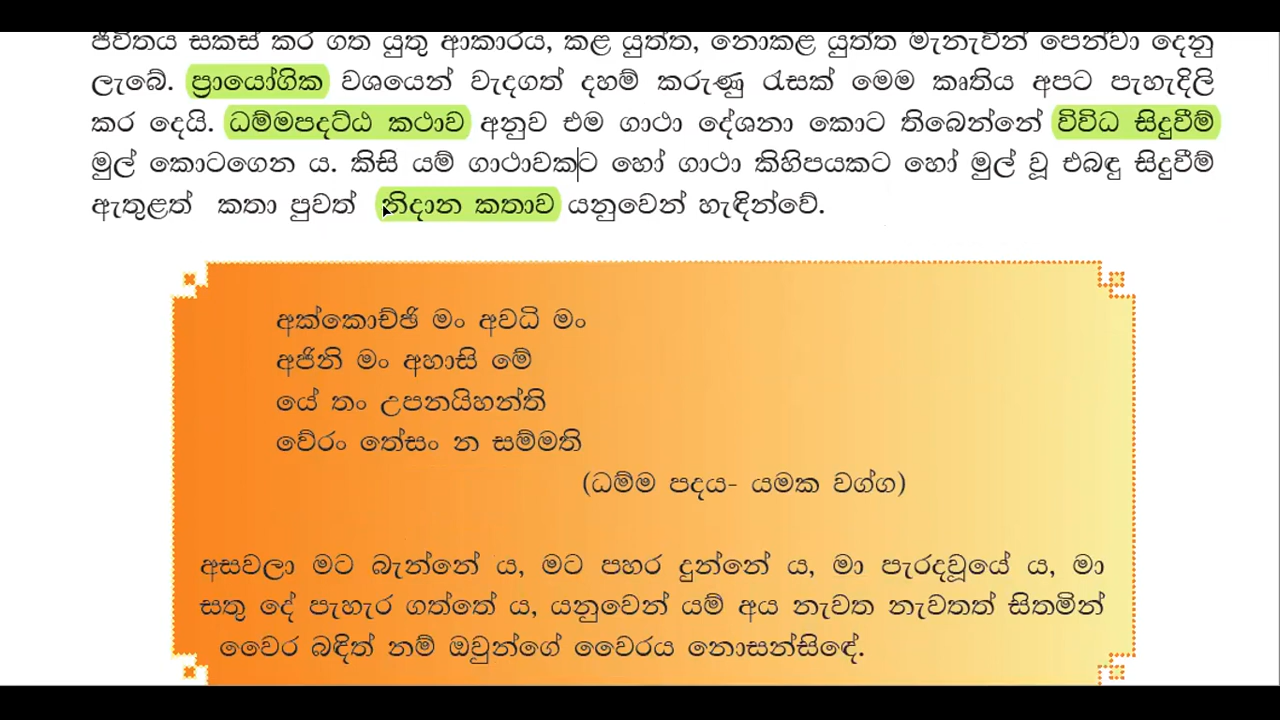 ජීවිතය සකස් කර ගත යුතු ආකාරය, කළ යුත්ත, නොකළ යුත්ත මැනැවින් පෙන්වා දෙනු
ලැබේ. ප්‍රායෝගික වශයෙන් වැදගත් දහම් කරුණු රැසක් මෙම කෘතිය අපට පැහැදිලි
කර දෙයි. ධම්මපදට්ඨ කථාව අනුව එම ගාථා දේශනා කොට තිබෙන්නේ විවිධ සිදුවීම්
මුල් කොටගෙන ය. කිසි යම් ගාථාවකට හෝ ගාථා කිහිපයකට හෝ මුල් වූ එබඳු සිදුවීම්
ඇතුළත් කතා පුවත් නිදාන කතාව යනුවෙන් හැඳින්වේ.
අක්කොච්ඡි මං අවධි මං
අජිනි මං අහාසි මේ
යේ තං උපනයිහන්ති
වේරං තේසං න සම්මති
(ධම්ම පදය- යමක වග්ග)
අසවලා මට බැන්නේ ය, මට පහර දුන්නේ ය, මා පැරදවූයේ ය, මා
සතු දේ පැහැර ගත්තේ ය, යනුවෙන් යම් අය නැවත නැවතත් සිතමින්
වෛර බඳිත් නම් ඔවුන්ගේ වෛරය නොසන්සිඳේ.